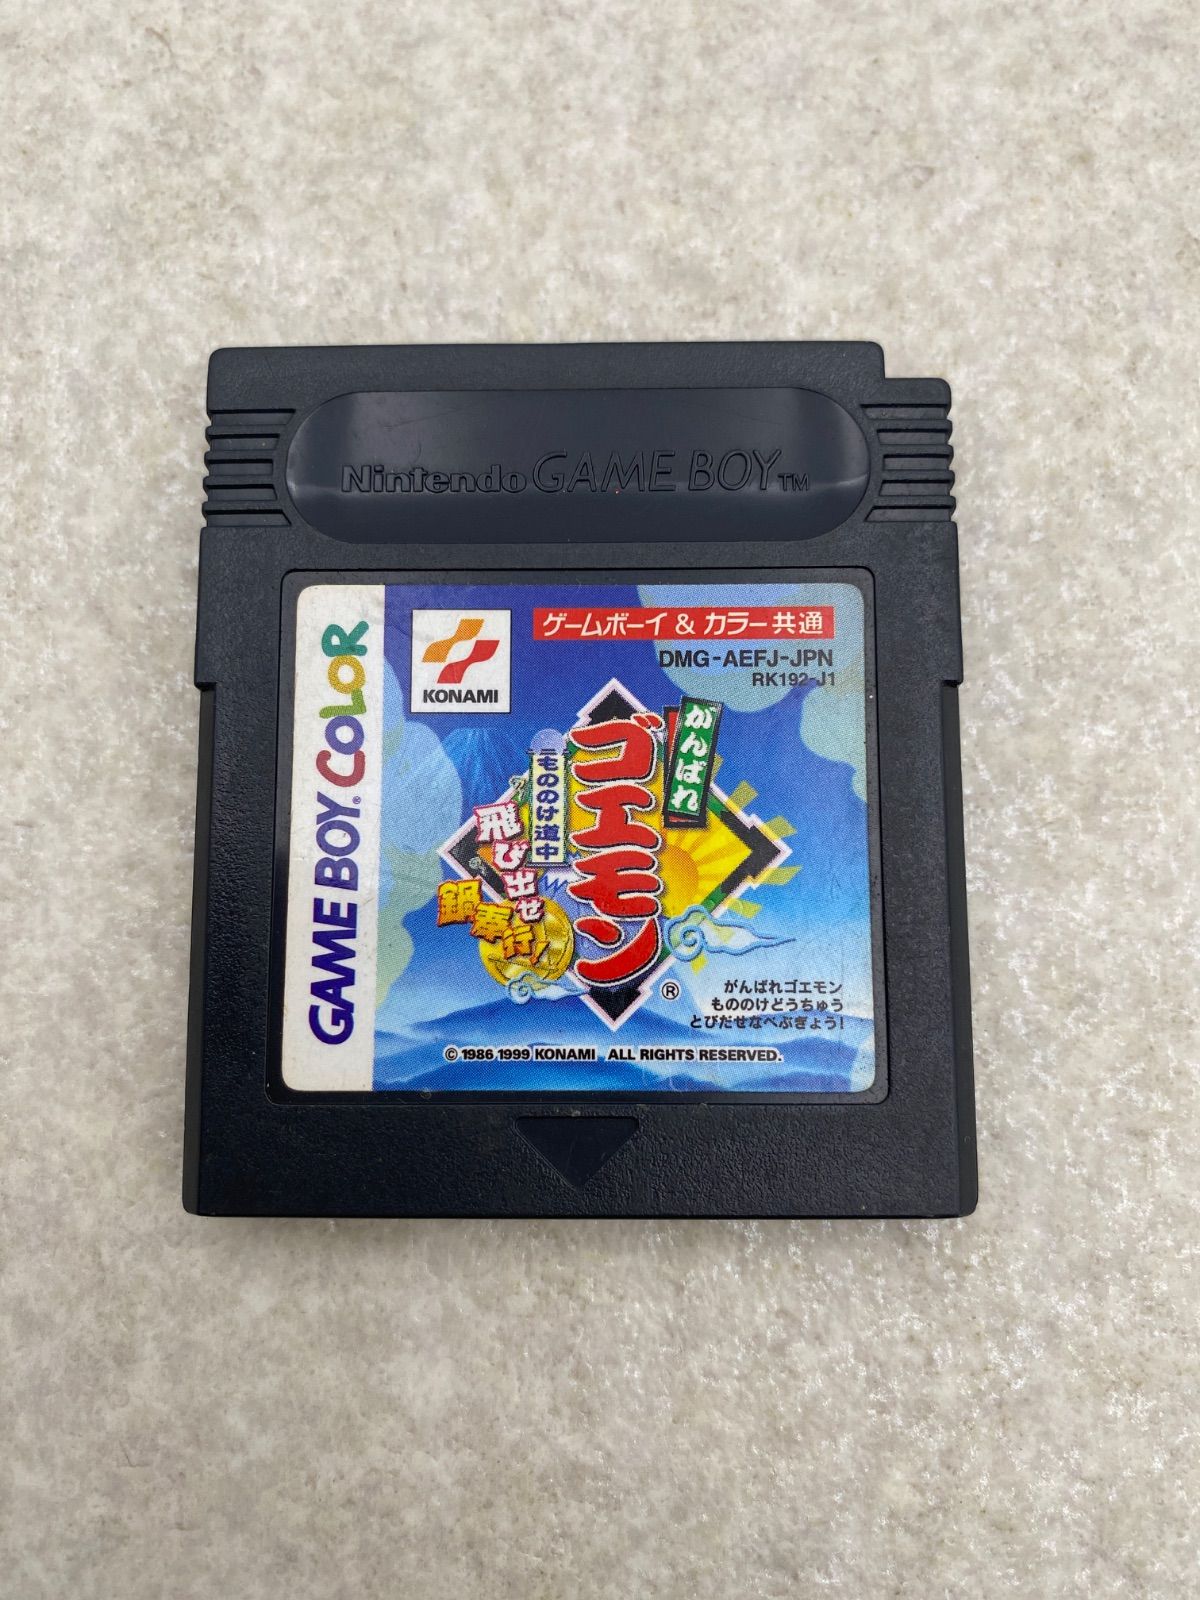 Nintendo GAME BOY TM
GAME BOY® COLOR
KONAMI
ゲームボーイ & カラー共通
DMG-AEFJ-JPN
RK192-J1
がんばれ
ゴエモン
もののけ道中
飛び出せ
鍋奉行!
®
がんばれゴエモン
もののけどうちゅう
とびだせなべぶぎょう!
© 1986 1999 KONAMI ALL RIGHTS RESERVED.